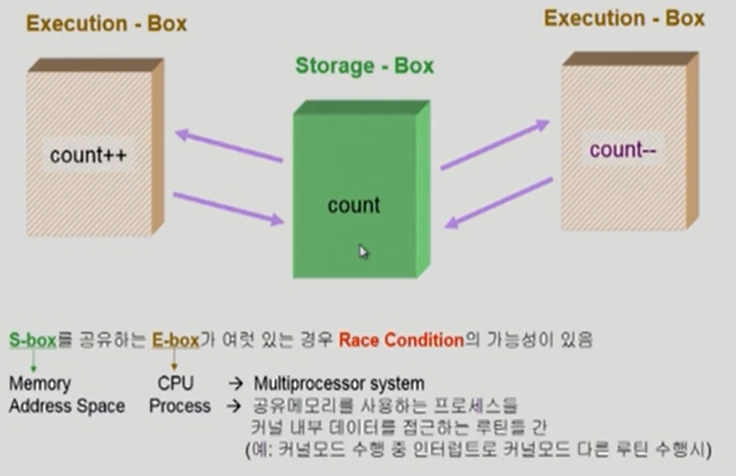 Execution - Box
Execution - Box
Storage - Box
count++
count
count--
S-box를 공유하는 E-box가 여럿 있는 경우 Race Condition의 가능성이 있음
Memory CPU → Multiprocessor system
Address Space Process → 공유메모리를 사용하는 프로세스들
커널 내부 데이터를 접근하는 루틴들 간
(예: 커널모드 수행 중 인터럽트로 커널모드 다른 루틴 수행시)